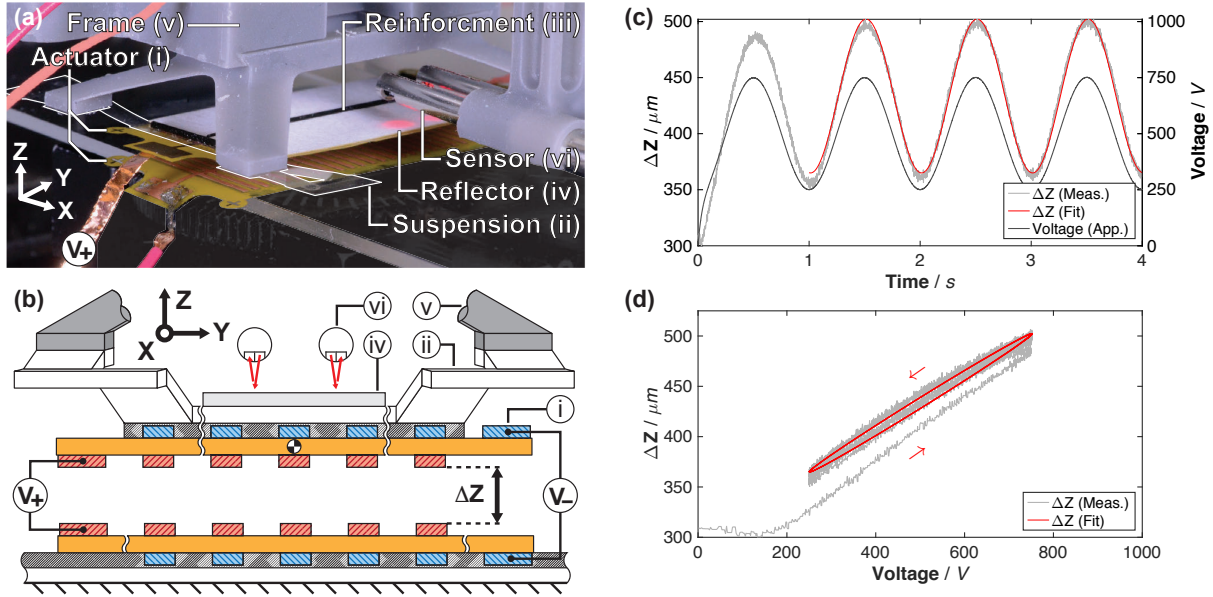 (a)
Frame (v)
Reinforcment (iii)
Actuator (i)
Sensor (vi)
Reflector (iv)
Suspension (ii)
Z
Y
X
V+
(b)
Z
Y
X
vi
iv
v
ii
i
V+
ΔZ
V−
(c)
500
450
400
350
300
ΔZ / μm
1000
750
500
250
0
Voltage / V
ΔZ (Meas.)
ΔZ (Fit)
Voltage (App.)
0 1 2 3 4
Time / s
(d)
500
450
400
350
300
ΔZ / μm
ΔZ (Meas.)
ΔZ (Fit)
0 200 400 600 800 1000
Voltage / V